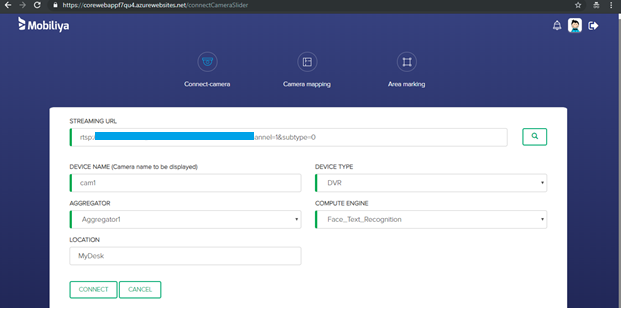 https://corewebappf7qu4.azurewebsites.net/connectCameraSlider
Mobiliya
Connect-camera
Camera mapping
Area marking
STREAMING URL
rtsp:/ annel=1&subtype=0
DEVICE NAME (Camera name to be displayed)
DEVICE TYPE
cam1
DVR
AGGREGATOR
COMPUTE ENGINE
Aggregator1
Face_Text_Recognition
LOCATION
MyDesk
CONNECT
CANCEL